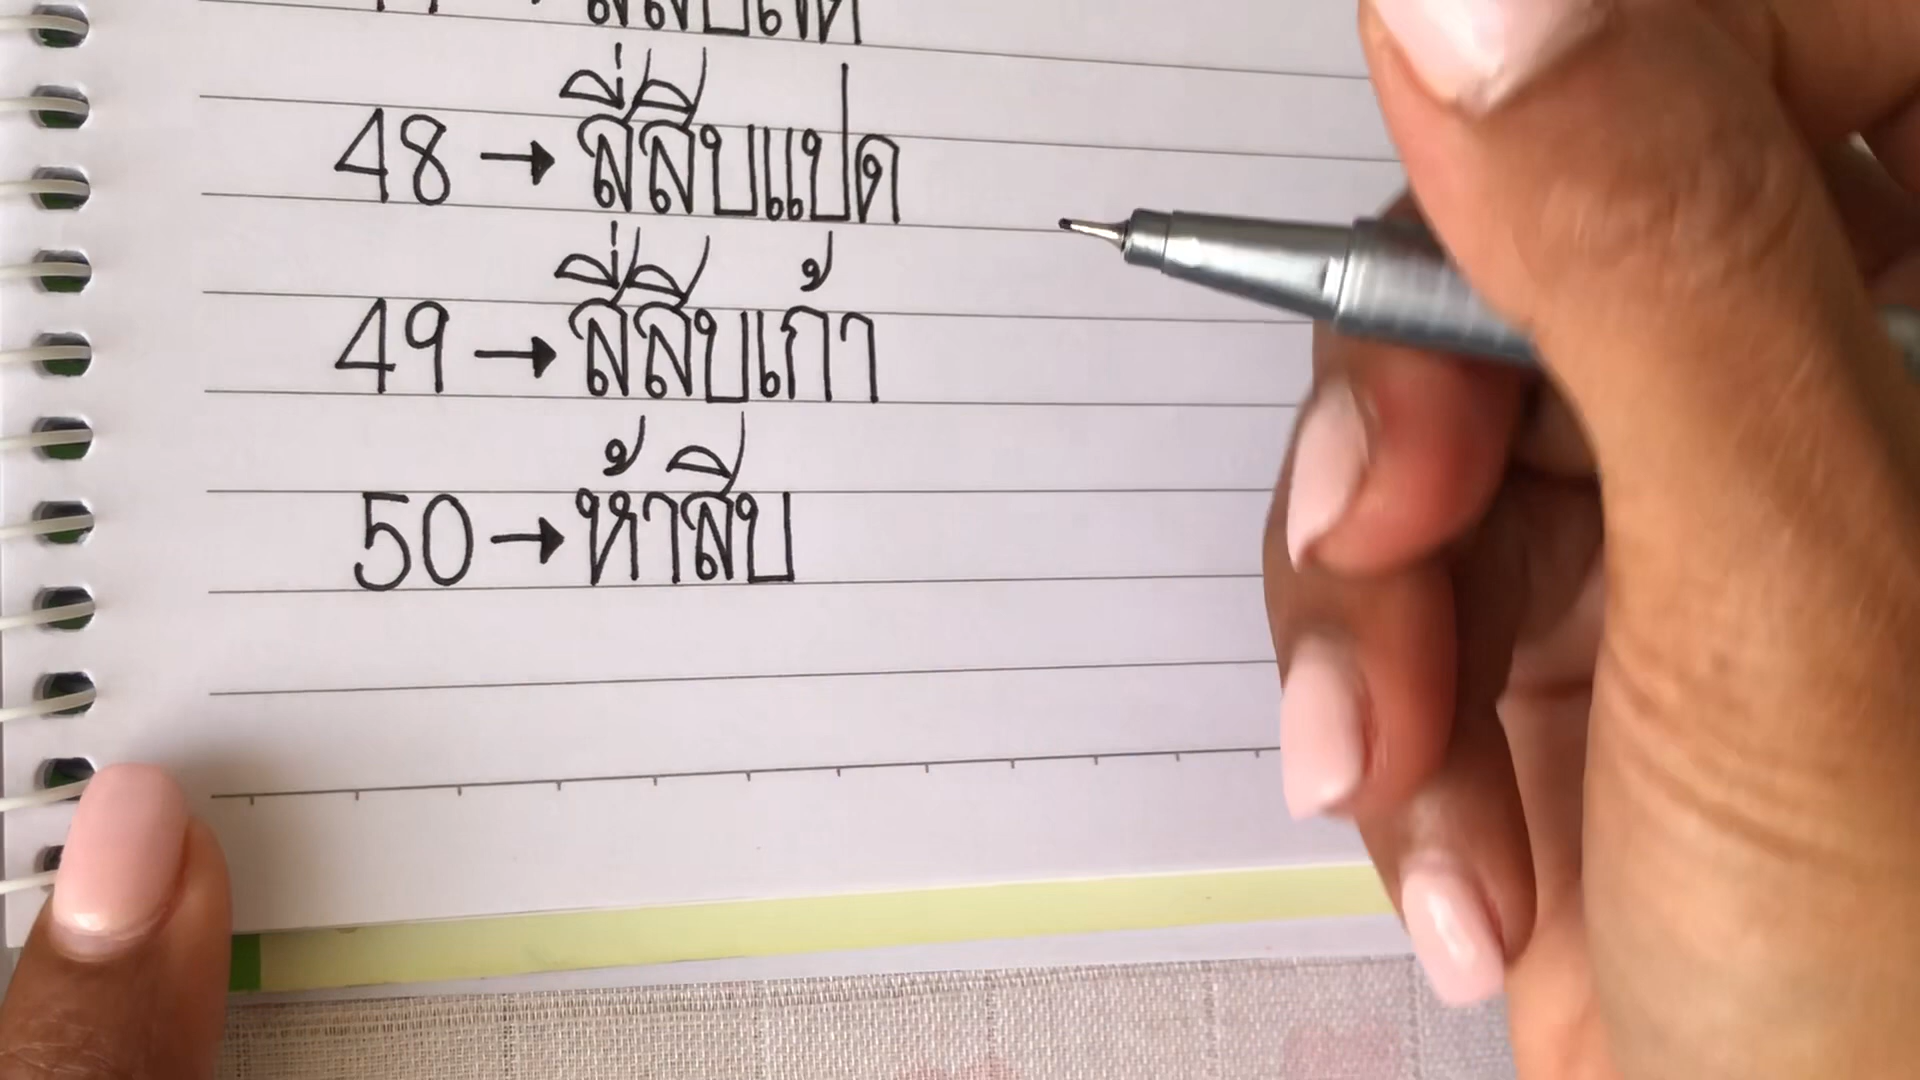 48 → สี่สิบแปด
49 → สี่สิบเก้า
50 → ห้าสิบ